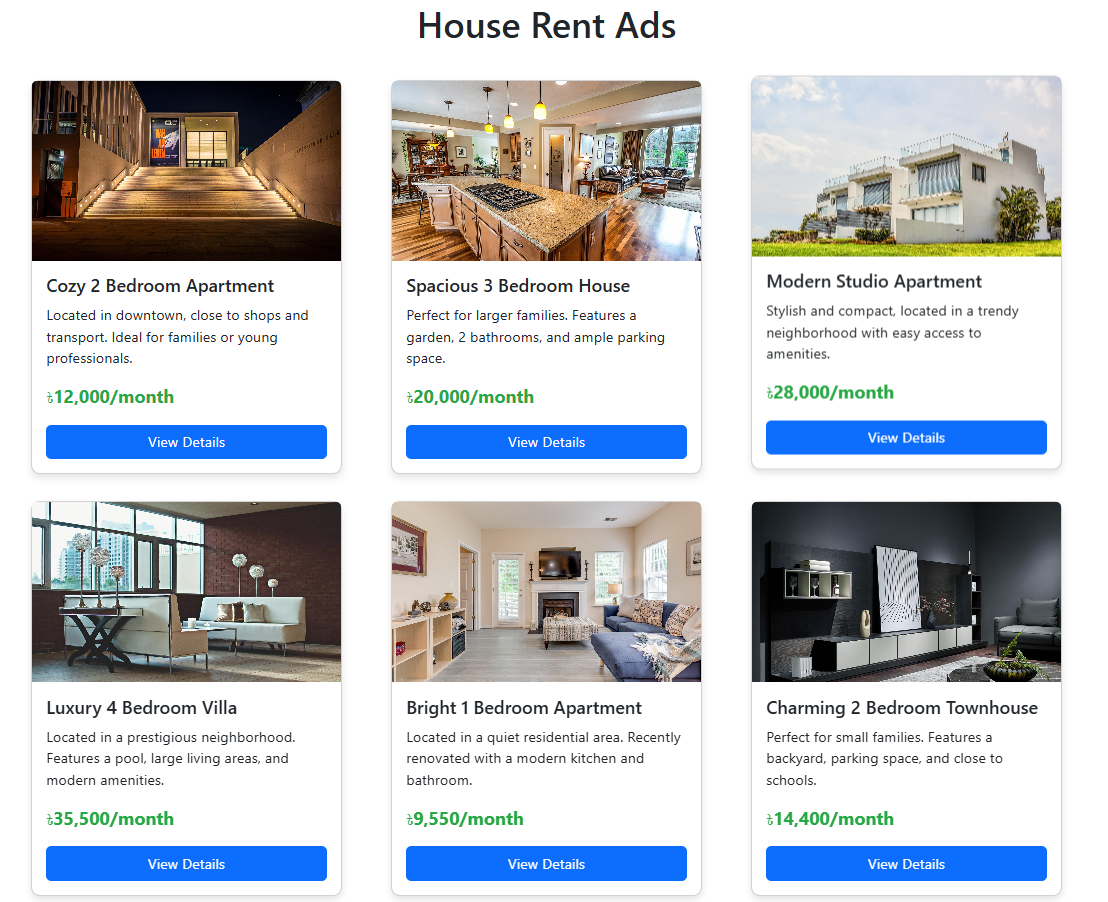 House Rent Ads
Cozy 2 Bedroom Apartment
Located in downtown, close to shops and
transport. Ideal for families or young
professionals.
৳12,000/month
View Details
Spacious 3 Bedroom House
Perfect for larger families. Features a
garden, 2 bathrooms, and ample parking
space.
৳20,000/month
View Details
Modern Studio Apartment
Stylish and compact, located in a trendy
neighborhood with easy access to
amenities.
৳28,000/month
View Details
Luxury 4 Bedroom Villa
Located in a prestigious neighborhood.
Features a pool, large living areas, and
modern amenities.
৳35,500/month
View Details
Bright 1 Bedroom Apartment
Located in a quiet residential area. Recently
renovated with a modern kitchen and
bathroom.
৳9,550/month
View Details
Charming 2 Bedroom Townhouse
Perfect for small families. Features a
backyard, parking space, and close to
schools.
৳14,400/month
View Details